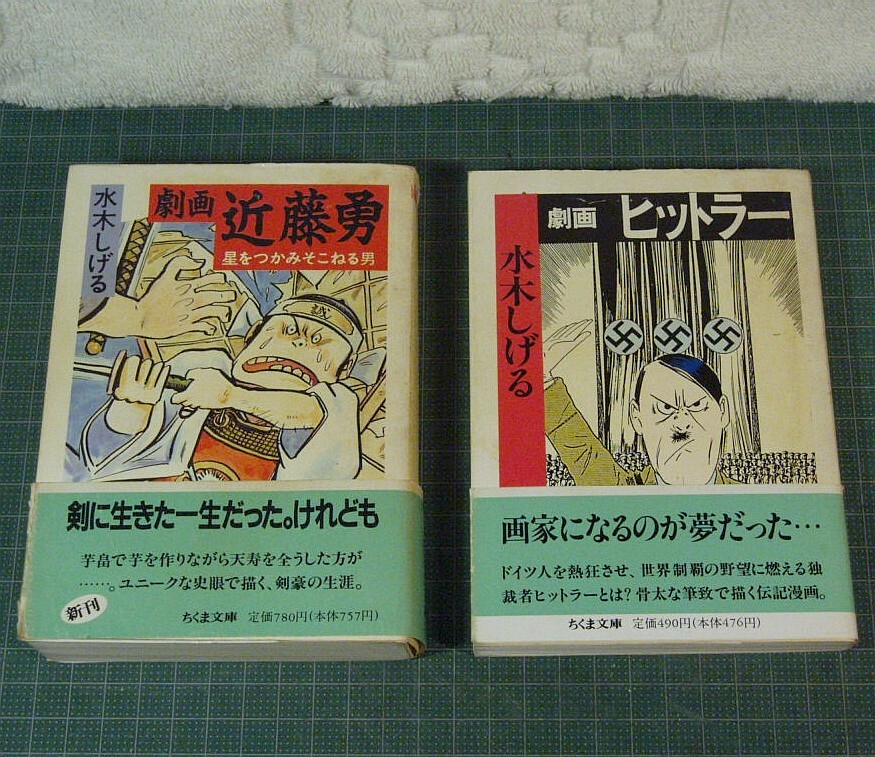 水木しげる
劇画 近藤勇
星をつかみそこねる男
誠
剣に生きた一生だった。けれども
芋畠で芋を作りながら天寿を全うした方が
……。ユニークな史眼で描く、剣豪の生涯。
新刊
ちくま文庫 定価780円(本体757円)
劇画 ヒットラー
水木しげる
画家になるのが夢だった…
ドイツ人を熱狂させ、世界制覇の野望に燃える独
裁者ヒットラーとは?骨太な筆致で描く伝記漫画。
ちくま文庫 定価490円(本体476円)